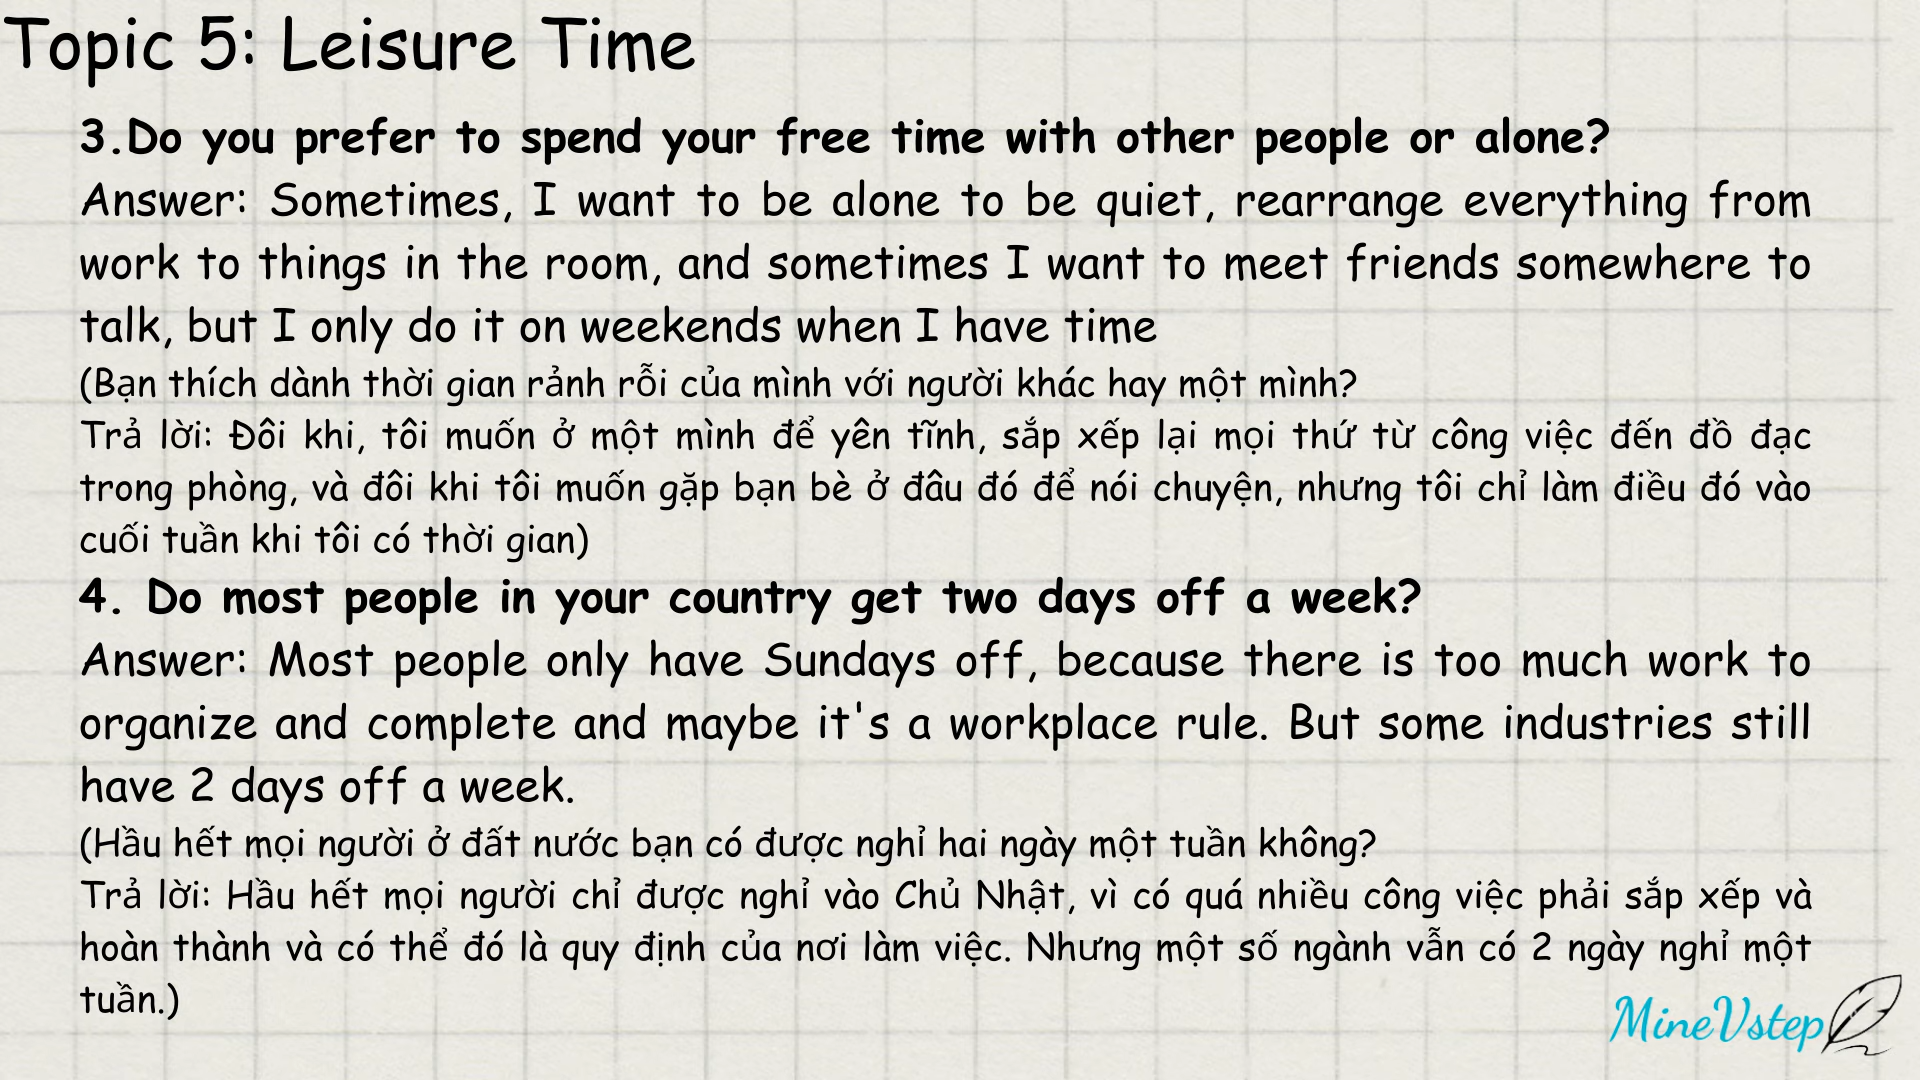 Topic 5: Leisure Time
3.Do you prefer to spend your free time with other people or alone?
Answer: Sometimes, I want to be alone to be quiet, rearrange everything from
work to things in the room, and sometimes I want to meet friends somewhere to
talk, but I only do it on weekends when I have time
(Bạn thích dành thời gian rảnh rỗi của mình với người khác hay một mình?
Trả lời: Đôi khi, tôi muốn ở một mình để yên tĩnh, sắp xếp lại mọi thứ từ công việc đến đồ đạc
trong phòng, và đôi khi tôi muốn gặp bạn bè ở đâu đó để nói chuyện, nhưng tôi chỉ làm điều đó vào
cuối tuần khi tôi có thời gian)
4. Do most people in your country get two days off a week?
Answer: Most people only have Sundays off, because there is too much work to
organize and complete and maybe it's a workplace rule. But some industries still
have 2 days off a week.
(Hầu hết mọi người ở đất nước bạn có được nghỉ hai ngày một tuần không?
Trả lời: Hầu hết mọi người chỉ được nghỉ vào Chủ Nhật, vì có quá nhiều công việc phải sắp xếp và
hoàn thành và có thể đó là quy định của nơi làm việc. Nhưng một số ngành vẫn có 2 ngày nghỉ một
tuần.)
MineVstep